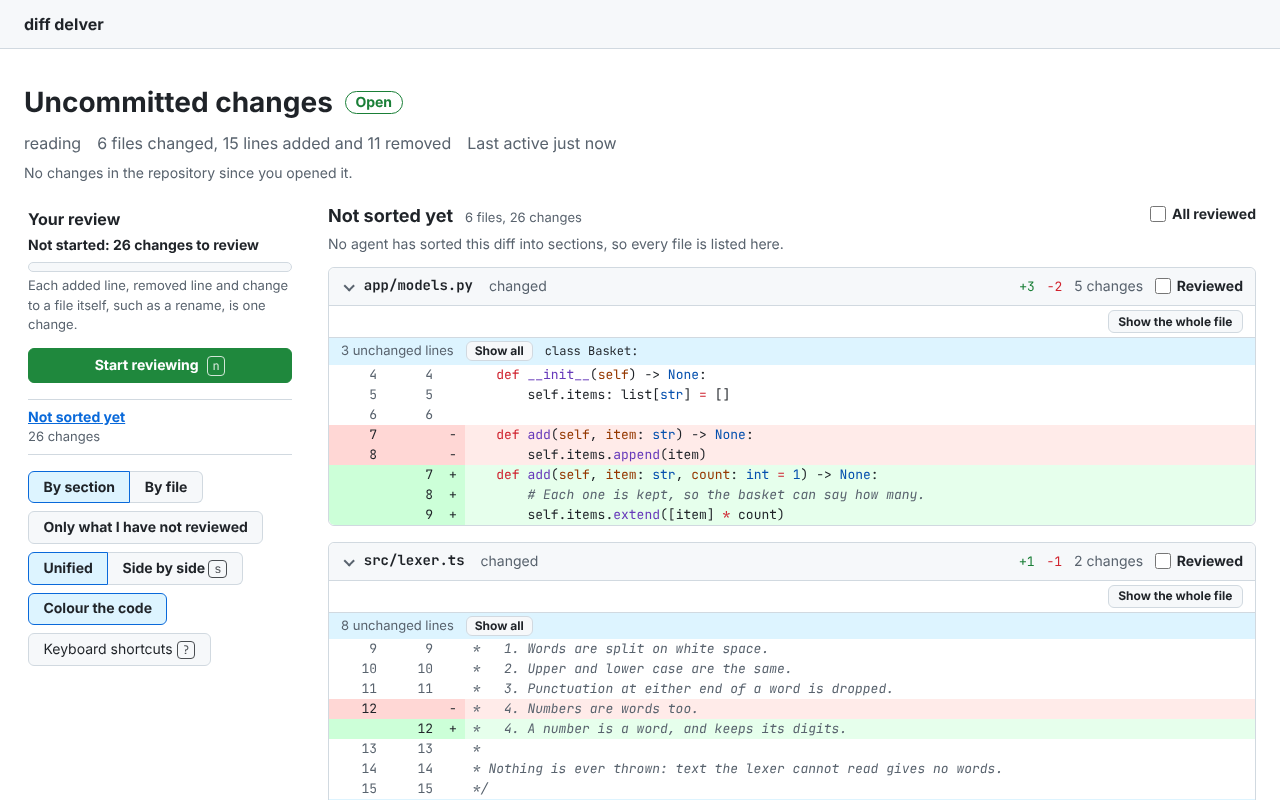 diff delver
Uncommitted changes Open
reading 6 files changed, 15 lines added and 11 removed Last active just now
No changes in the repository since you opened it.
Your review
Not started: 26 changes to review
Each added line, removed line and change
to a file itself, such as a rename, is one
change.
Start reviewing n
Not sorted yet
26 changes
By section By file
Only what I have not reviewed
Unified Side by side s
Colour the code
Keyboard shortcuts ?
Not sorted yet 6 files, 26 changes All reviewed
No agent has sorted this diff into sections, so every file is listed here.
app/models.py changed +3 -2 5 changes Reviewed
Show the whole file
3 unchanged lines Show all class Basket:
4 4 def __init__(self) -> None:
5 5 self.items: list[str] = []
6 6
7 - def add(self, item: str) -> None:
8 - self.items.append(item)
7 + def add(self, item: str, count: int = 1) -> None:
8 + # Each one is kept, so the basket can say how many.
9 + self.items.extend([item] * count)
src/lexer.ts changed +1 -1 2 changes Reviewed
Show the whole file
8 unchanged lines Show all
9 9 * 1. Words are split on white space.
10 10 * 2. Upper and lower case are the same.
11 11 * 3. Punctuation at either end of a word is dropped.
12 - * 4. Numbers are words too.
12 + * 4. A number is a word, and keeps its digits.
13 13 *
14 14 * Nothing is ever thrown: text the lexer cannot read gives no words.
15 15 */